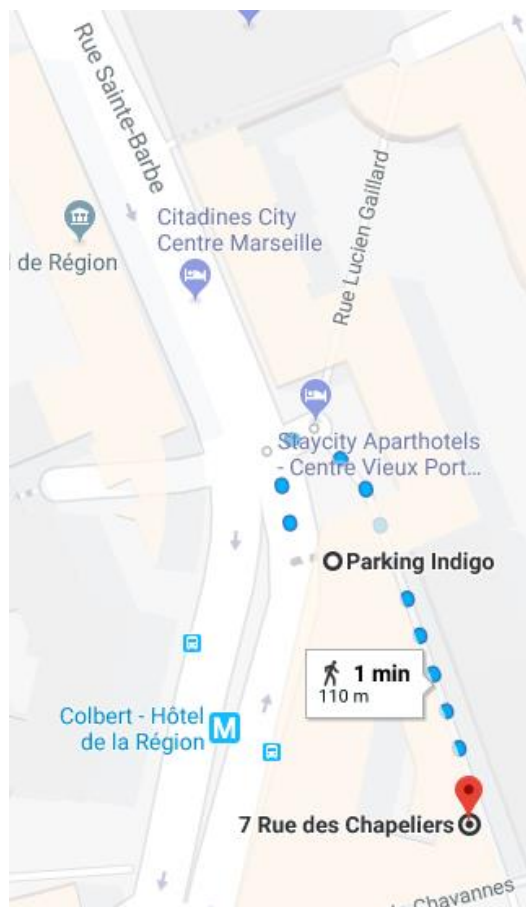 Rue Sainte-Barbe
Citadines City
Centre Marseille
de Région
Rue Lucien Gaillard
Staycity Aparthotels
- Centre Vieux Port...
Parking Indigo
1 min
110 m
Colbert - Hôtel
de la Région
M
7 Rue des Chapeliers
Chavannes